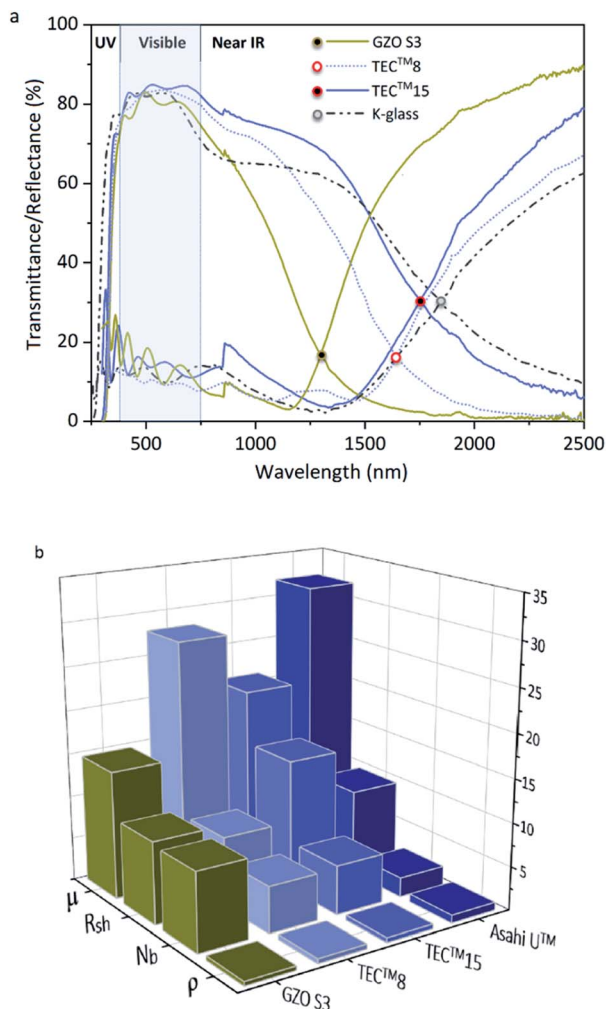 a
UV Visible Near IR
GZO S3
TEC™8
TEC™15
K-glass
100
80
60
40
20
0
Transmittance/Reflectance (%)
500 1000 1500 2000 2500
Wavelength (nm)
b
35
30
25
20
15
10
5
μ
Rsh
Nb
ρ
GZO S3
TEC™8
TEC™15
Asahi U™